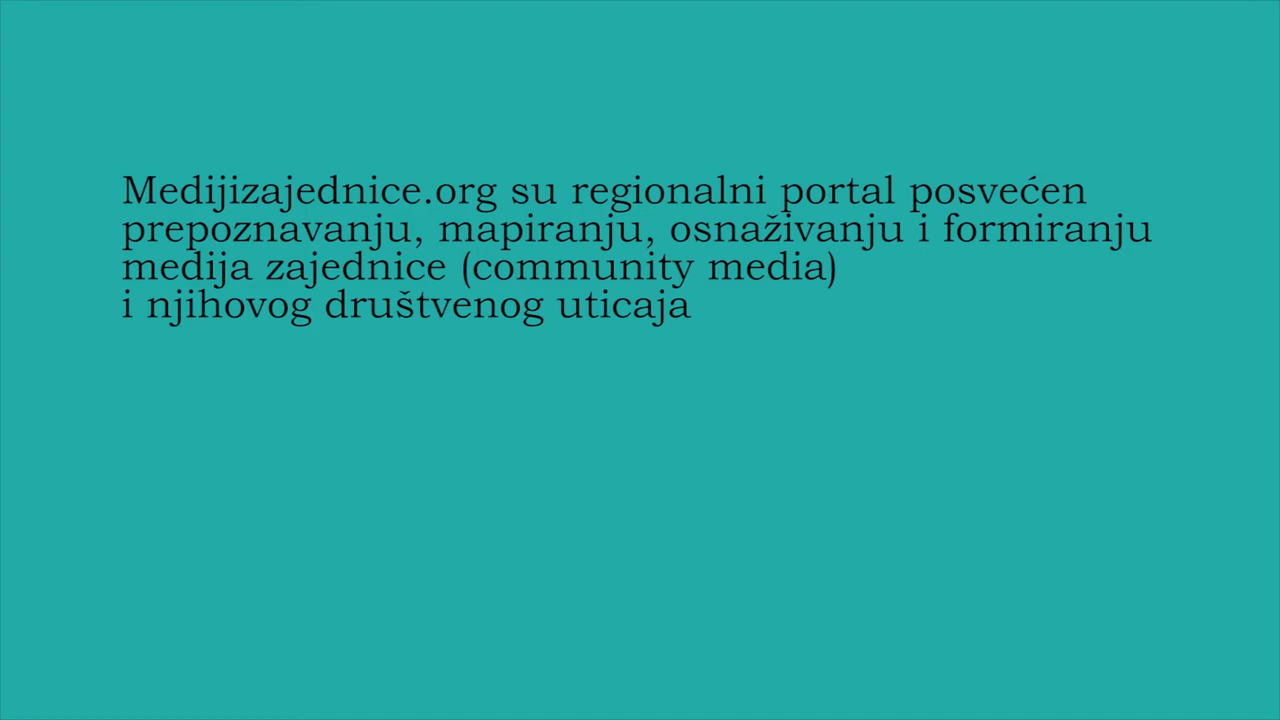 Medijizajednice.org su regionalni portal posvećen
prepoznavanju, mapiranju, osnaživanju i formiranju
medija zajednice (community media)
i njihovog društvenog uticaja